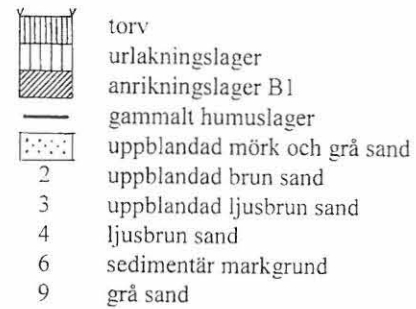 torv
urlakningslager
anrikningslager B1
gammalt humuslager
uppblandad mörk och grå sand
2 uppblandad brun sand
3 uppblandad ljusbrun sand
4 ljusbrun sand
6 sedimentär markgrund
9 grå sand